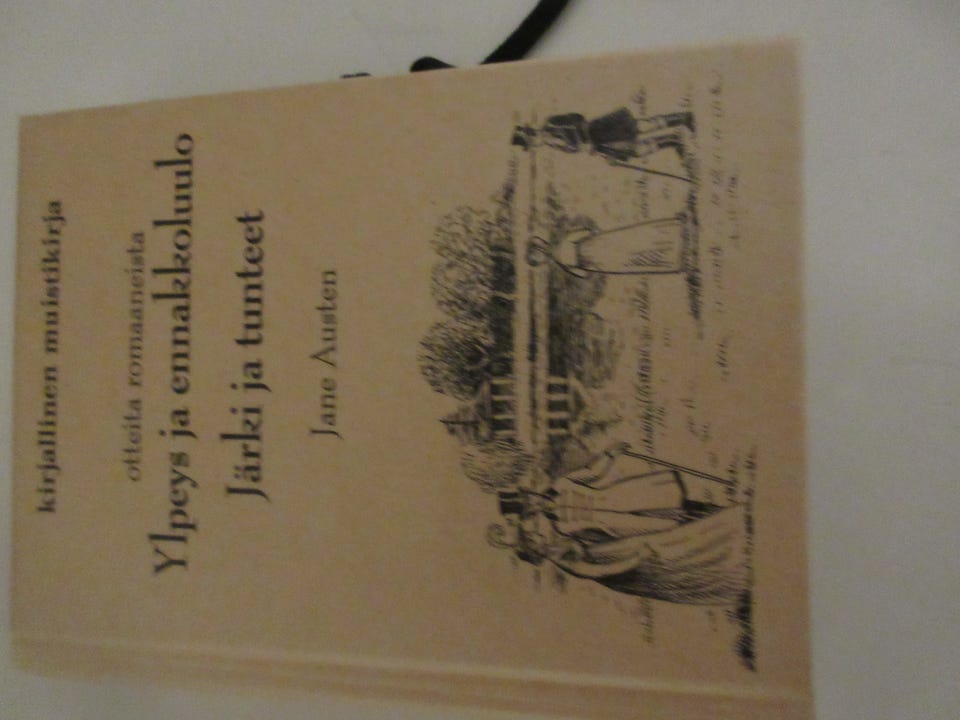 kirjallinen muistikirja
otteita romaaneista
Ylpeys ja ennakkoluulo
Järki ja tunteet
Jane Austen